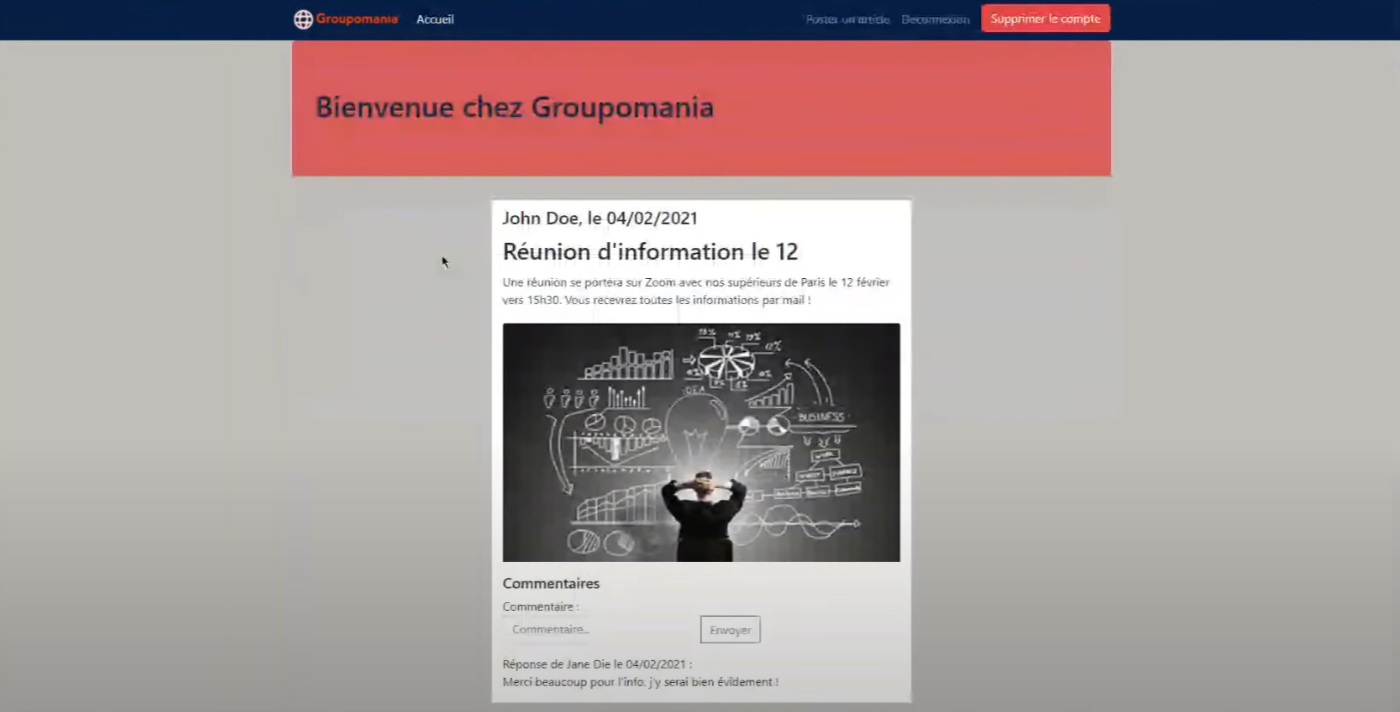 Groupomania
Accueil
Poster un article
Déconnexion
Supprimer le compte
Bienvenue chez Groupomania
John Doe, le 04/02/2021
Réunion d'information le 12
Une réunion se portera sur Zoom avec nos supérieurs de Paris le 12 février
vers 15h30. Vous recevrez toutes les informations par mail !
IDEA
BUSINESS
Commentaires
Commentaire :
Commentaire...
Envoyer
Réponse de Jane Die le 04/02/2021 :
Merci beaucoup pour l'info, j'y serai bien évidement !